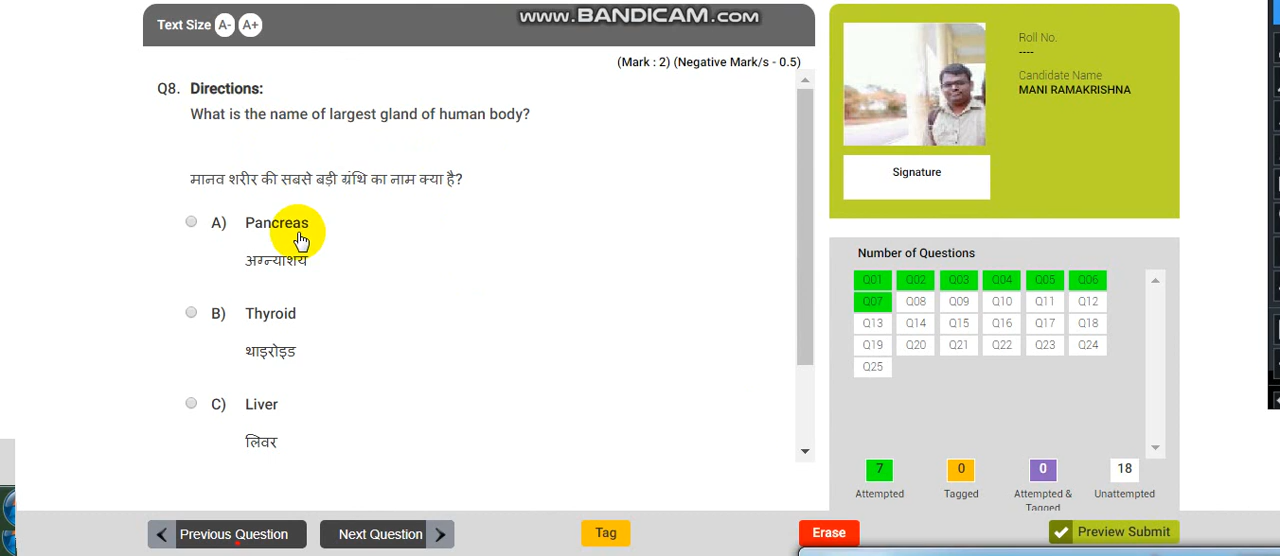 www.BANDICAM.com
Text Size A- A+
(Mark : 2) (Negative Mark/s - 0.5)
Q8. Directions:
What is the name of largest gland of human body?
मानव शरीर की सबसे बड़ी ग्रंथि का नाम क्या है?
A) Pancreas
अग्न्याशय
B) Thyroid
थाइरोइड
C) Liver
लिवर
Previous Question
Next Question
Tag
Erase
Preview Submit
Roll No.
----
Candidate Name
MANI RAMAKRISHNA
Signature
Number of Questions
Q01 Q02 Q03 Q04 Q05 Q06
Q07 Q08 Q09 Q10 Q11 Q12
Q13 Q14 Q15 Q16 Q17 Q18
Q19 Q20 Q21 Q22 Q23 Q24
Q25
7 0 0 18
Attempted Tagged Attempted & Unattempted
Tagged